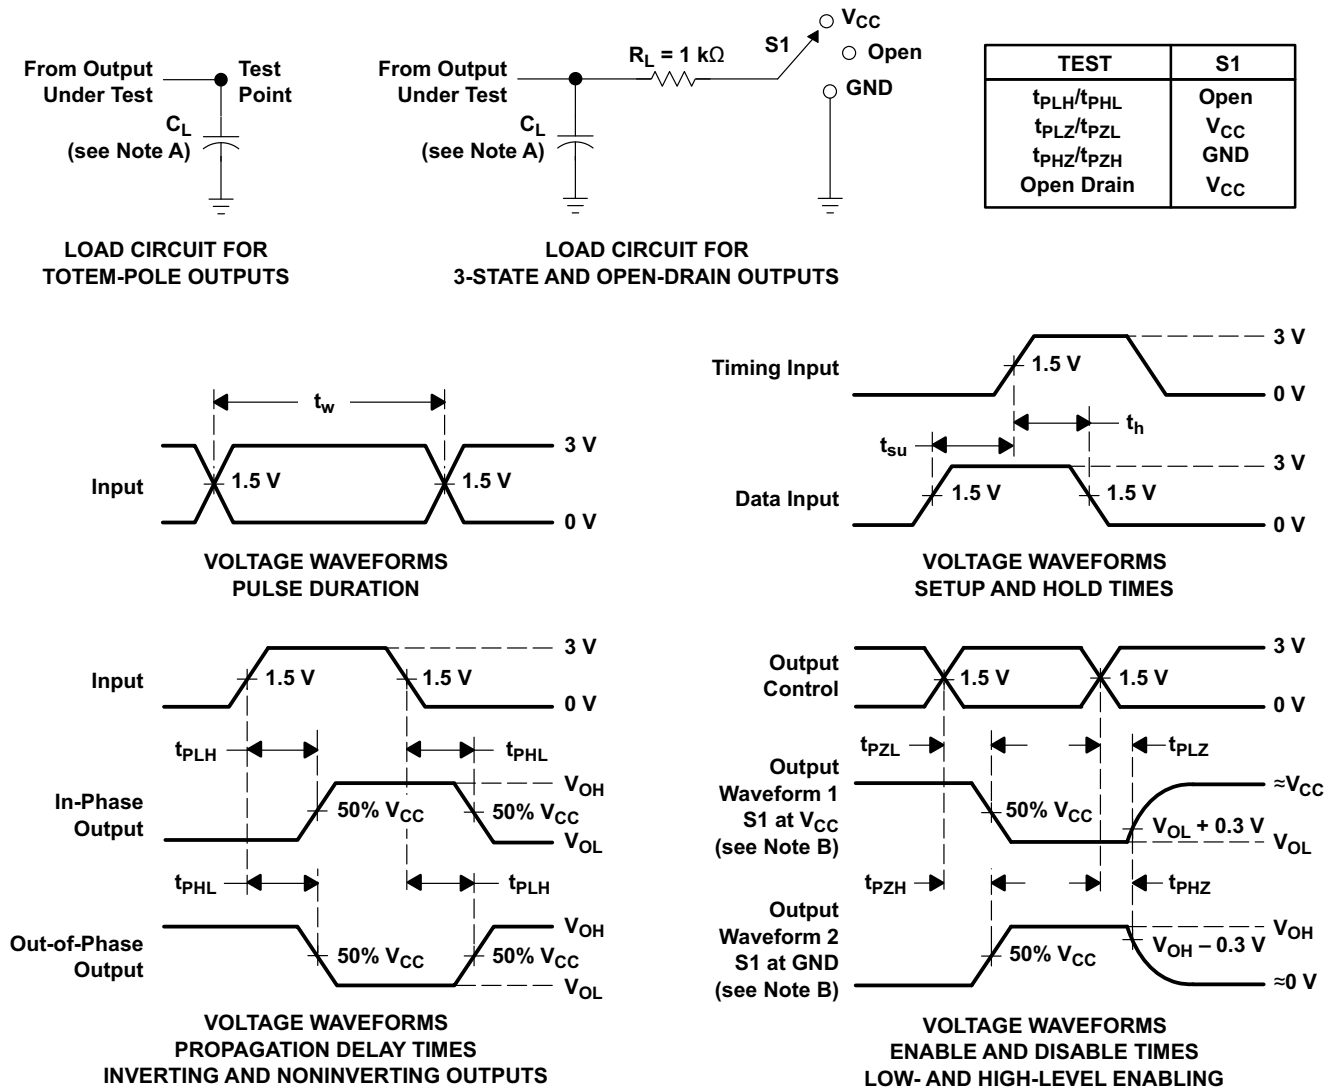 From Output
Under Test
Test
Point
C_L
(see Note A)
LOAD CIRCUIT FOR
TOTEM-POLE OUTPUTS
From Output
Under Test
C_L
(see Note A)
R_L = 1 kΩ
S1
V_CC
Open
GND
LOAD CIRCUIT FOR
3-STATE AND OPEN-DRAIN OUTPUTS
TEST S1
t_PLH/t_PHL Open
t_PLZ/t_PZL V_CC
t_PHZ/t_PZH GND
Open Drain V_CC
t_w
Input
1.5 V
1.5 V
3 V
0 V
VOLTAGE WAVEFORMS
PULSE DURATION
Timing Input
1.5 V
3 V
0 V
t_su
t_h
Data Input
1.5 V
1.5 V
3 V
0 V
VOLTAGE WAVEFORMS
SETUP AND HOLD TIMES
Input
1.5 V
1.5 V
3 V
0 V
t_PLH
t_PHL
In-Phase
Output
50% V_CC
50% V_CC
V_OH
V_OL
t_PHL
t_PLH
Out-of-Phase
Output
50% V_CC
50% V_CC
V_OH
V_OL
VOLTAGE WAVEFORMS
PROPAGATION DELAY TIMES
INVERTING AND NONINVERTING OUTPUTS
Output
Control
1.5 V
1.5 V
3 V
0 V
t_PZL
t_PLZ
Output
Waveform 1
S1 at V_CC
(see Note B)
50% V_CC
V_OL + 0.3 V
≈V_CC
V_OL
t_PZH
t_PHZ
Output
Waveform 2
S1 at GND
(see Note B)
50% V_CC
V_OH – 0.3 V
V_OH
≈0 V
VOLTAGE WAVEFORMS
ENABLE AND DISABLE TIMES
LOW- AND HIGH-LEVEL ENABLING